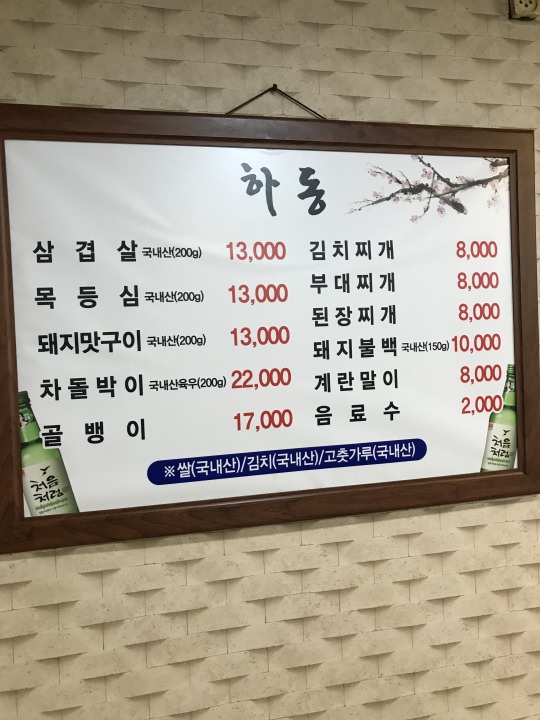 하동
삼겹살 국내산(200g) 13,000
목등심 국내산(200g) 13,000
돼지맛구이 국내산(200g) 13,000
차돌박이 국내산육우(200g) 22,000
골뱅이 17,000
김치찌개 8,000
부대찌개 8,000
된장찌개 8,000
돼지불백 국내산(150g) 10,000
계란말이 8,000
음료수 2,000
※쌀(국내산)/김치(국내산)/고춧가루(국내산)
처음
처럼
처음
처럼